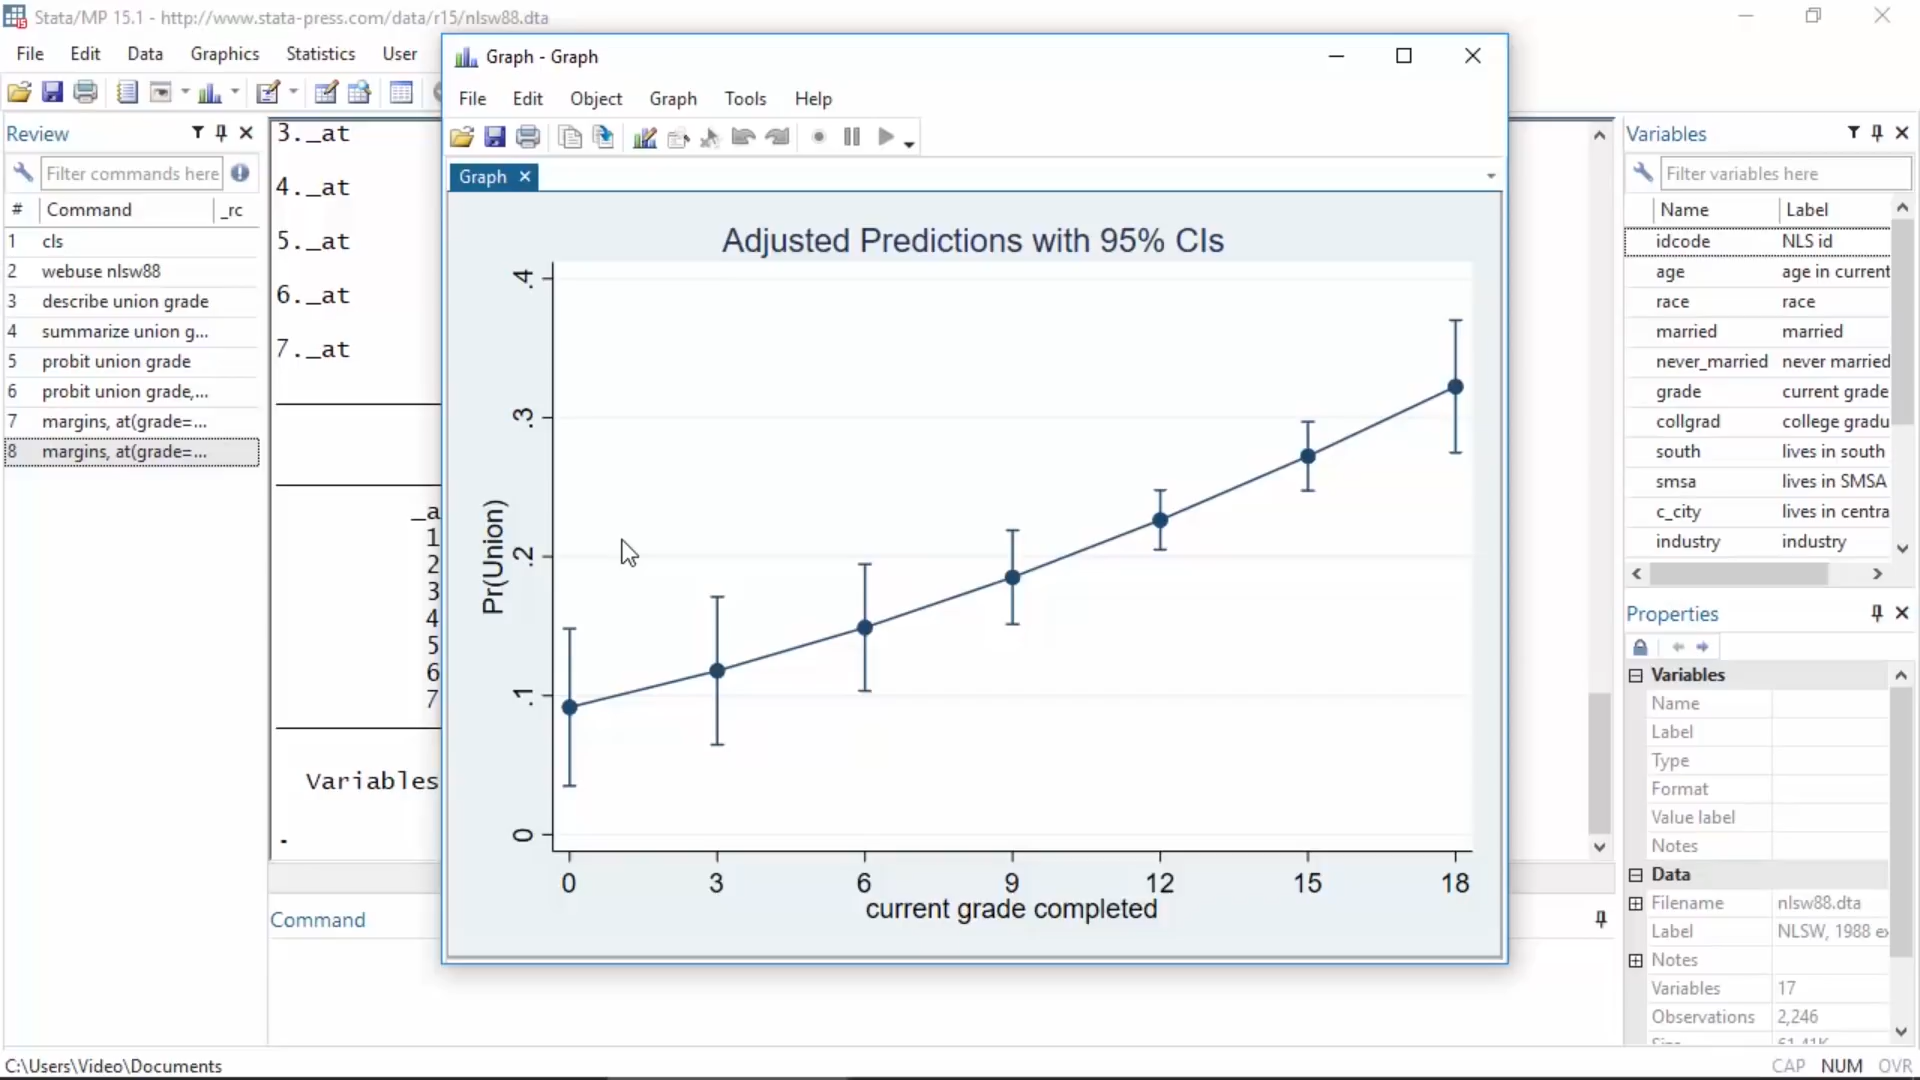 Stata/MP 15.1 - http://www.stata-press.com/data/r15/nlsw88.dta
File Edit Data Graphics Statistics User
Review
Filter commands here
# Command _rc
1 cls
2 webuse nlsw88
3 describe union grade
4 summarize union g...
5 probit union grade
6 probit union grade,...
7 margins, at(grade=...
8 margins, at(grade=...
3._at
4._at
5._at
6._at
7._at
_a
1
2
3
4
5
6
7
Variables
.
Command
Graph - Graph
File Edit Object Graph Tools Help
Graph
Adjusted Predictions with 95% CIs
Pr(Union)
.4
.3
.2
.1
0
0 3 6 9 12 15 18
current grade completed
Variables
Filter variables here
Name Label
idcode NLS id
age age in current
race race
married married
never_married never married
grade current grade
collgrad college gradu
south lives in south
smsa lives in SMSA
c_city lives in centra
industry industry
Properties
Variables
Name
Label
Type
Format
Value label
Notes
Data
Filename nlsw88.dta
Label NLSW, 1988 ex
Notes
Variables 17
Observations 2,246
C:\Users\Video\Documents
CAP NUM OVR